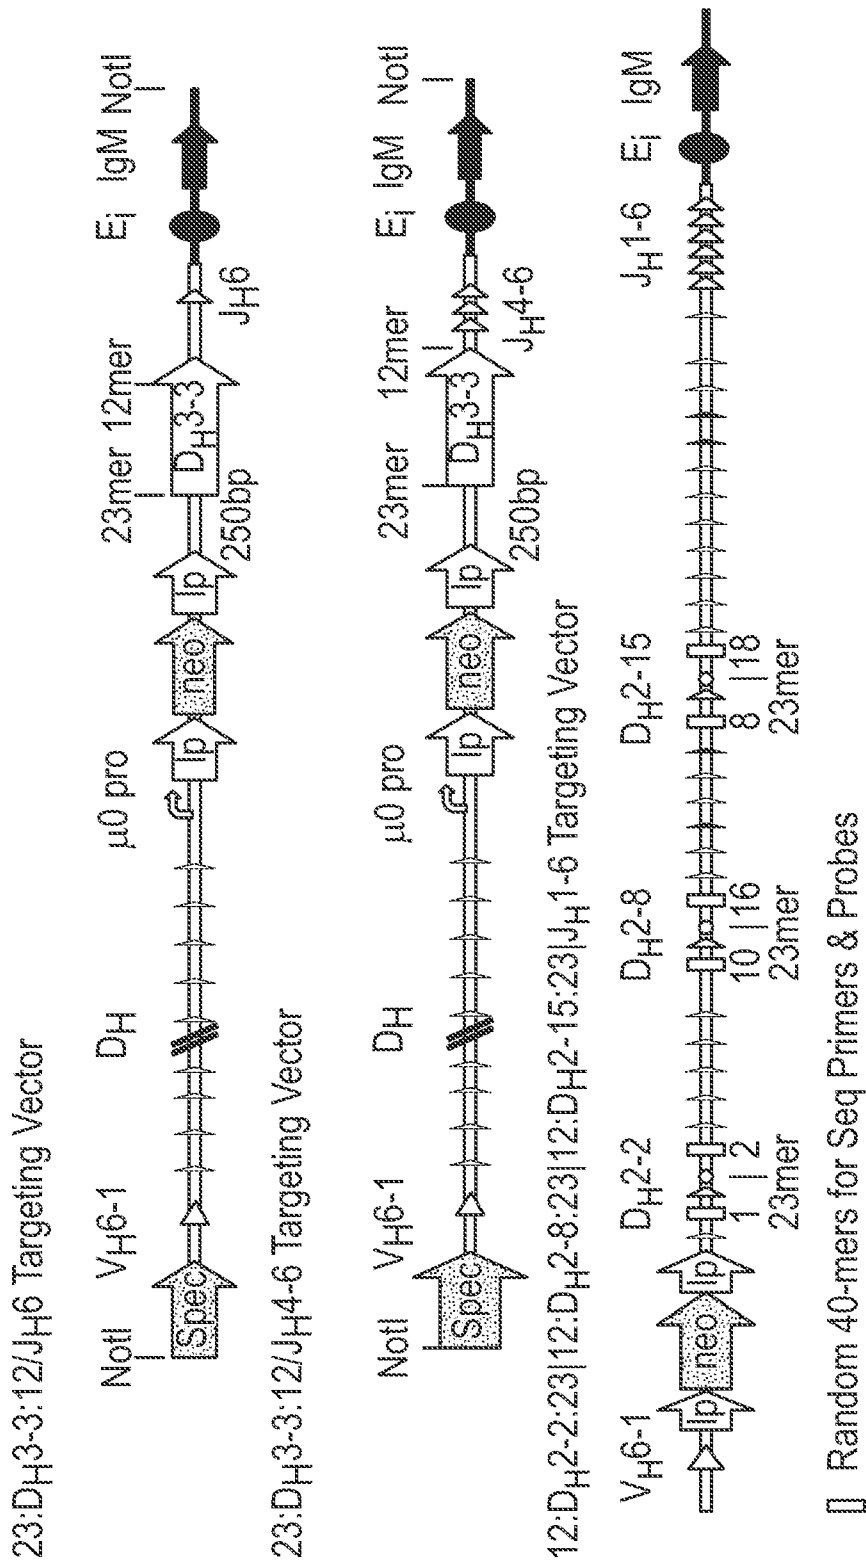 23:DH3-3:12/JH6 Targeting Vector
NotI VH6-1 DH μ0 pro 23mer 12mer Ei IgM NotI
Spec lp neo lp DH3-3
250bp JH6
23:DH3-3:12/JH4-6 Targeting Vector
NotI VH6-1 DH μ0 pro 23mer 12mer Ei IgM NotI
Spec lp neo lp DH3-3
250bp JH4-6
12:DH2-2:23|12:DH2-8:23|12:DH2-15:23|JH1-6 Targeting Vector
VH6-1 DH2-2 DH2-8 DH2-15 JH1-6 Ei IgM
lp neo lp
1 | 2 10 | 16 8 | 18
23mer 23mer 23mer
[] Random 40-mers for Seq Primers & Probes